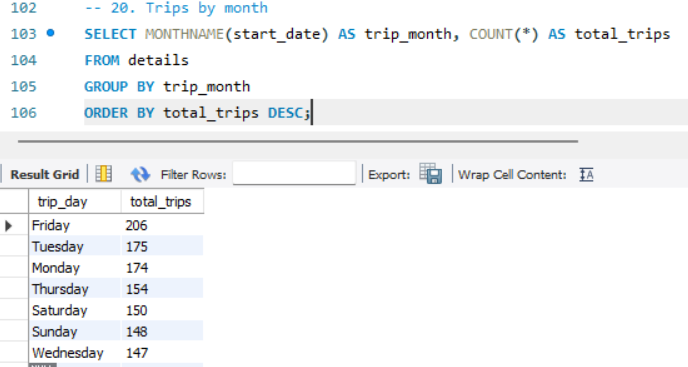 102 -- 20. Trips by month
103 SELECT MONTHNAME(start_date) AS trip_month, COUNT(*) AS total_trips
104 FROM details
105 GROUP BY trip_month
106 ORDER BY total_trips DESC;
Result Grid Filter Rows: Export: Wrap Cell Content: IA
trip_day total_trips
Friday 206
Tuesday 175
Monday 174
Thursday 154
Saturday 150
Sunday 148
Wednesday 147